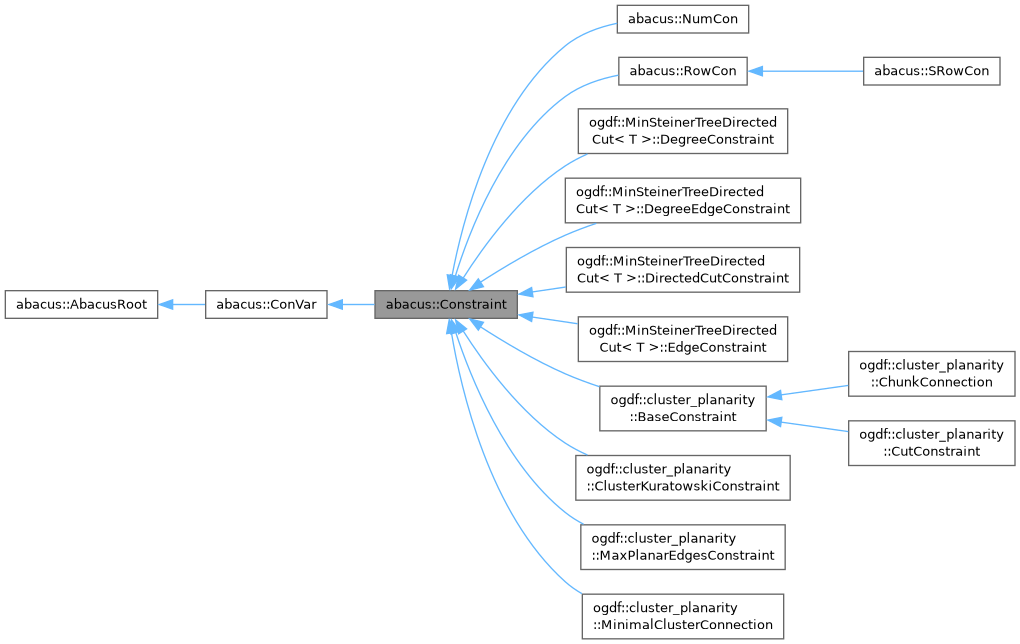 abacus::NumCon
abacus::RowCon
abacus::SRowCon
ogdf::MinSteinerTreeDirected
Cut< T >::DegreeConstraint
ogdf::MinSteinerTreeDirected
Cut< T >::DegreeEdgeConstraint
ogdf::MinSteinerTreeDirected
Cut< T >::DirectedCutConstraint
abacus::AbacusRoot
abacus::ConVar
abacus::Constraint
ogdf::MinSteinerTreeDirected
Cut< T >::EdgeConstraint
ogdf::cluster_planarity
::ChunkConnection
ogdf::cluster_planarity
::BaseConstraint
ogdf::cluster_planarity
::CutConstraint
ogdf::cluster_planarity
::ClusterKuratowskiConstraint
ogdf::cluster_planarity
::MaxPlanarEdgesConstraint
ogdf::cluster_planarity
::MinimalClusterConnection